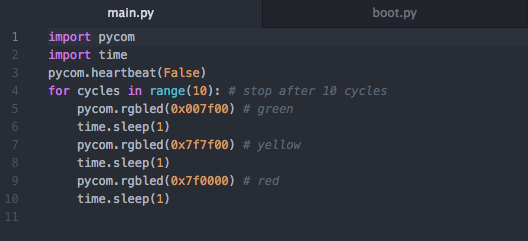 main.py boot.py
1 import pycom
2 import time
3 pycom.heartbeat(False)
4 for cycles in range(10): # stop after 10 cycles
5     pycom.rgbled(0x007f00) # green
6     time.sleep(1)
7     pycom.rgbled(0x7f7f00) # yellow
8     time.sleep(1)
9     pycom.rgbled(0x7f0000) # red
10     time.sleep(1)
11